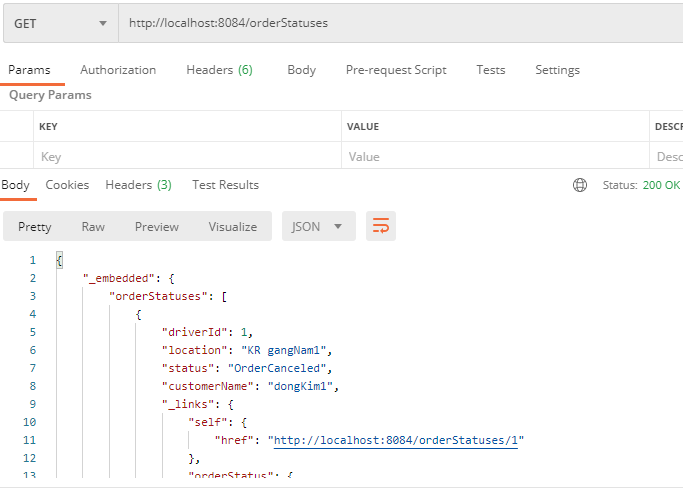 GET http://localhost:8084/orderStatuses
Params Authorization Headers (6) Body Pre-request Script Tests Settings
Query Params
KEY VALUE DESCR
Key Value Desc
Body Cookies Headers (3) Test Results Status: 200 OK
Pretty Raw Preview Visualize JSON
1 {
2 "_embedded": {
3 "orderStatuses": [
4 {
5 "driverId": 1,
6 "location": "KR gangNam1",
7 "status": "OrderCanceled",
8 "customerName": "dongKim1",
9 "_links": {
10 "self": {
11 "href": "http://localhost:8084/orderStatuses/1"
12 },
13 "orderStatus": {